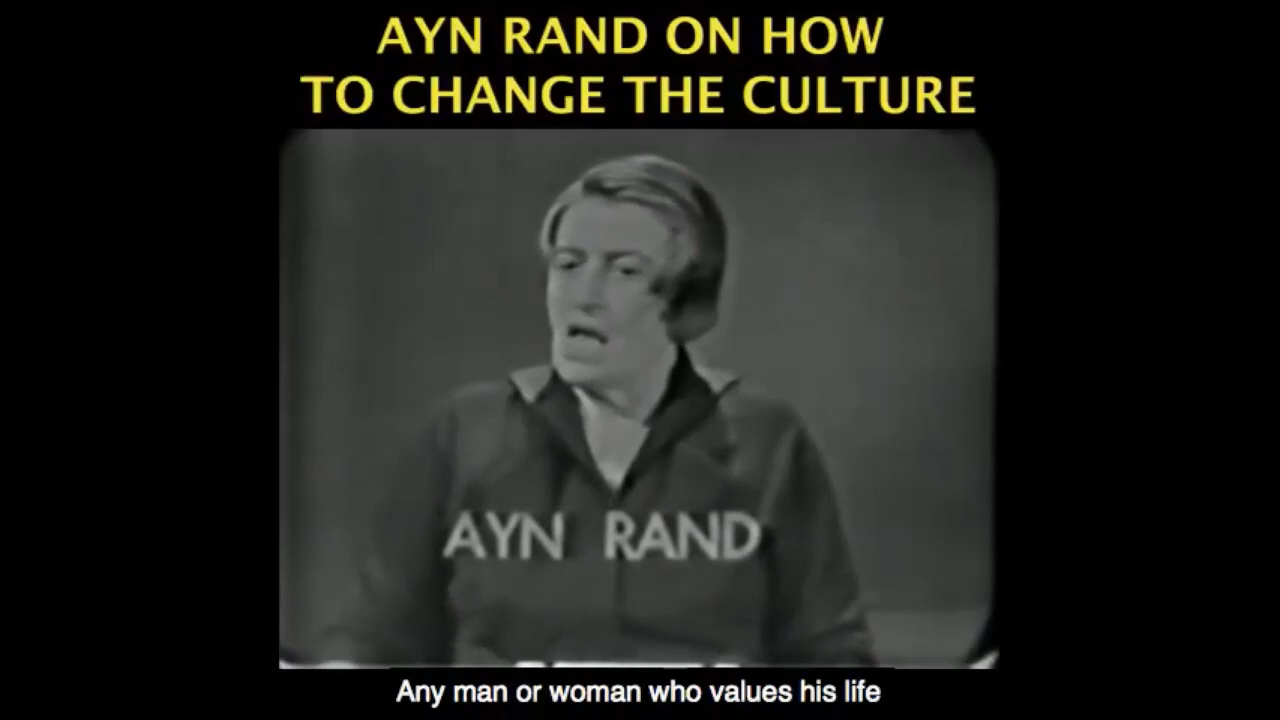 AYN RAND ON HOW
TO CHANGE THE CULTURE
AYN RAND
Any man or woman who values his life